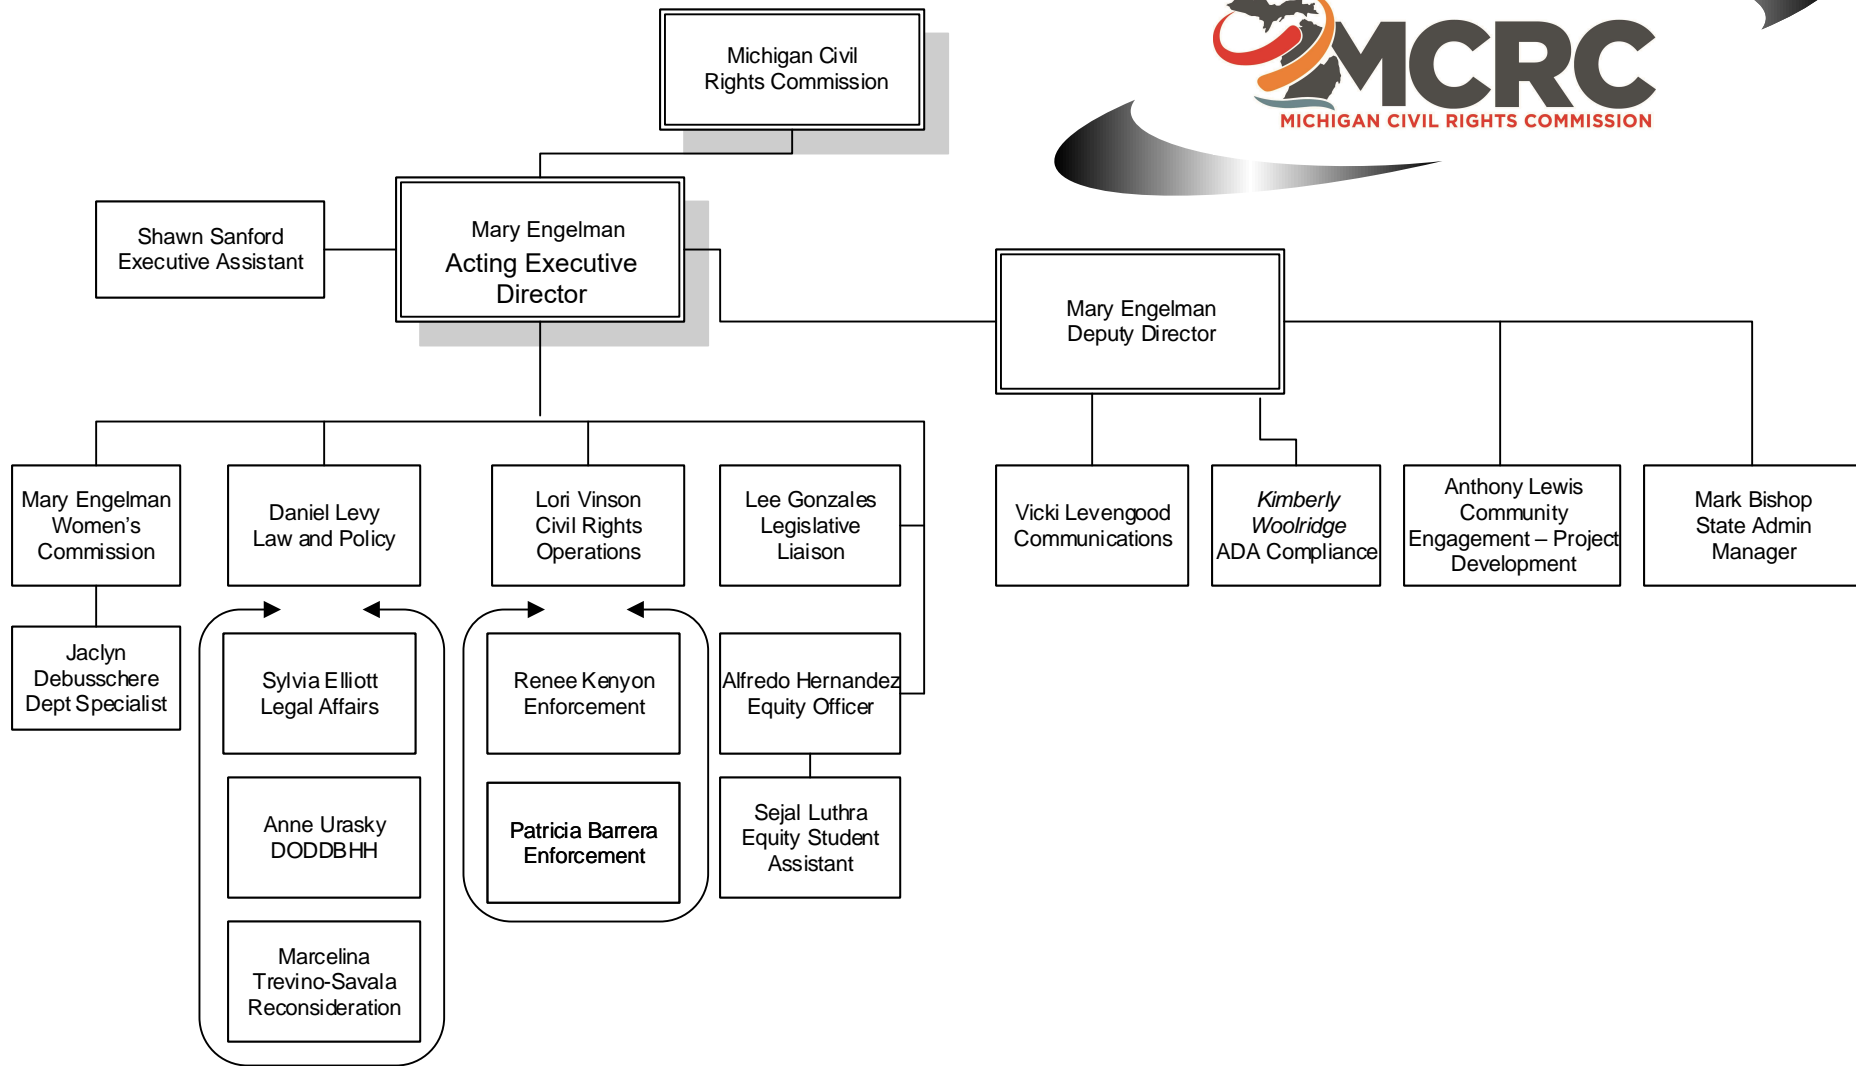 Michigan Civil
Rights Commission
MCRC
MICHIGAN CIVIL RIGHTS COMMISSION
Shawn Sanford
Executive Assistant
Mary Engelman
Acting Executive
Director
Mary Engelman
Deputy Director
Mary Engelman
Women's
Commission
Daniel Levy
Law and Policy
Lori Vinson
Civil Rights
Operations
Lee Gonzales
Legislative
Liaison
Vicki Levengood
Communications
Kimberly
Woolridge
ADA Compliance
Anthony Lewis
Community
Engagement – Project
Development
Mark Bishop
State Admin
Manager
Jaclyn
Debusschere
Dept Specialist
Sylvia Elliott
Legal Affairs
Renee Kenyon
Enforcement
Alfredo Hernandez
Equity Officer
Anne Urasky
DODDBHH
Patricia Barrera
Enforcement
Sejal Luthra
Equity Student
Assistant
Marcelina
Trevino-Savala
Reconsideration